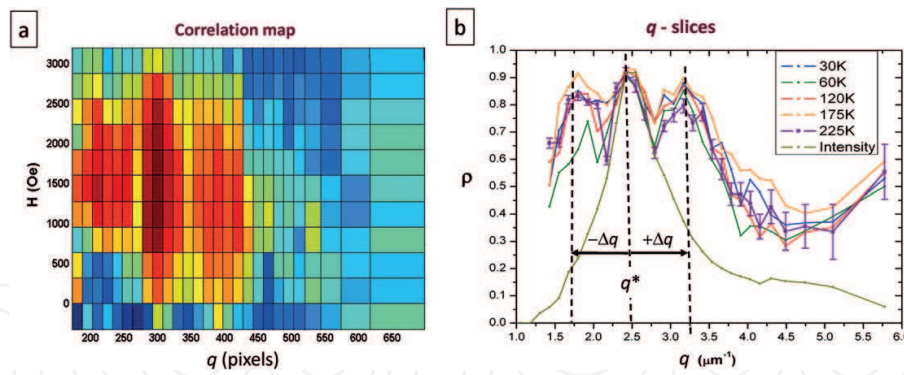 a
Correlation map
3000
2500
2000
1500
1000
500
0
H (Oe)
200 250 300 350 400 450 500 550 600 650
q (pixels)
b
q - slices
1.0
0.9
0.8
0.7
0.6
0.5
0.4
0.3
0.2
0.1
0.0
ρ
30K
60K
120K
175K
225K
Intensity
−Δq +Δq
q*
1.0 1.5 2.0 2.5 3.0 3.5 4.0 4.5 5.0 5.5 6.0
q (μm⁻¹)